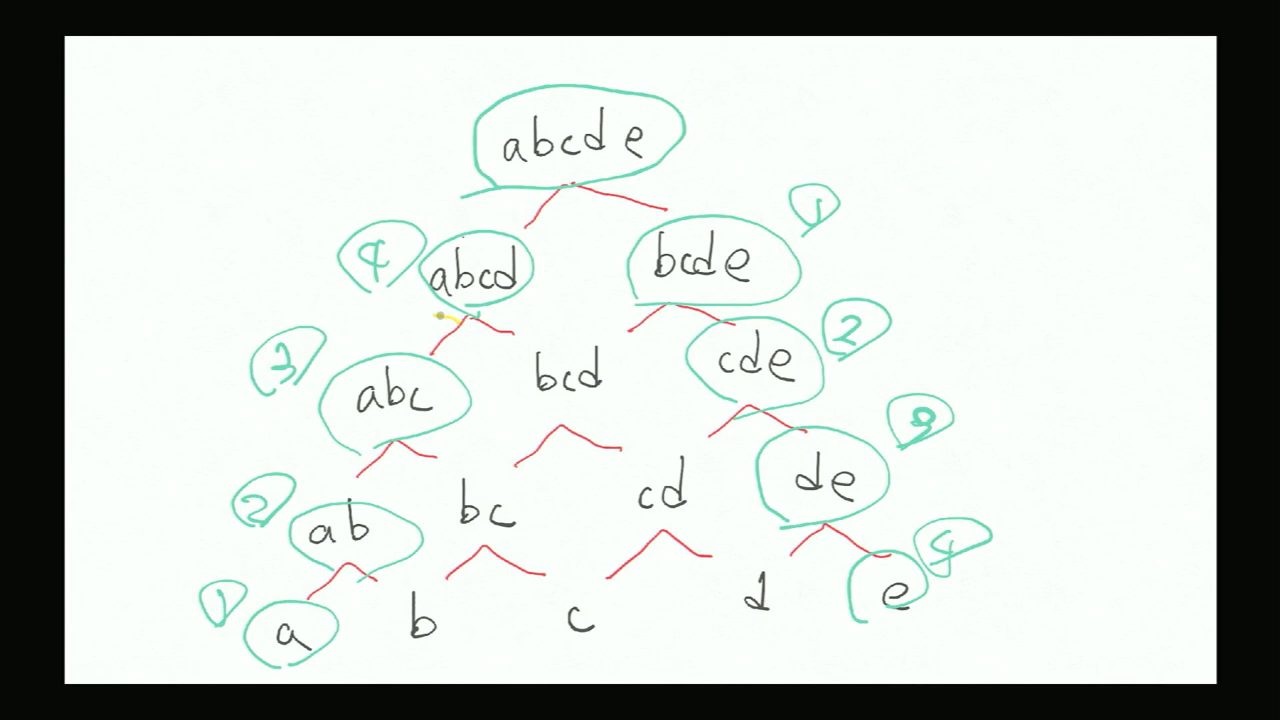 abcde
1
4 abcd bcde
3 abc bcd cde 2
2 ab bc cd de 3
1 a b c d e 4